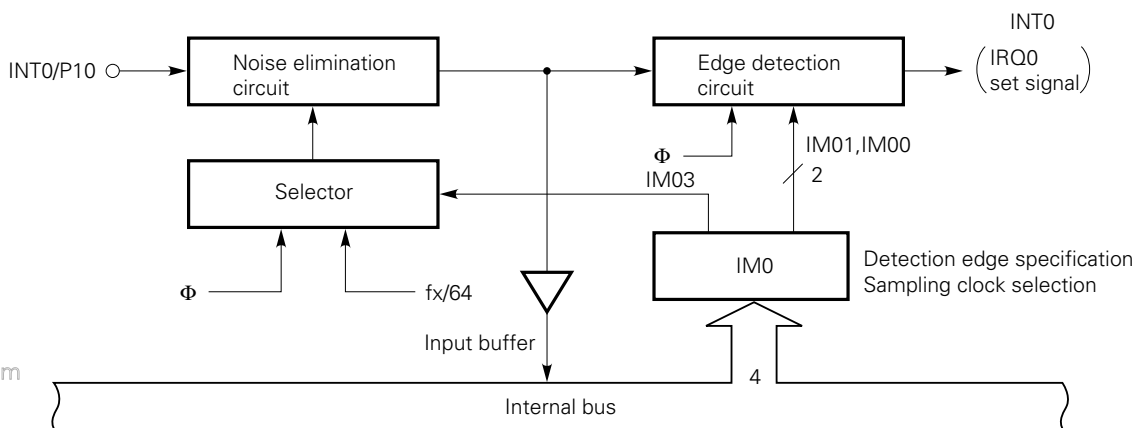 INT0
INT0/P10
Noise elimination
circuit
Edge detection
circuit
(IRQ0
set signal)
Φ
IM01,IM00
2
IM03
Selector
IM0
Detection edge specification
Sampling clock selection
Φ
fx/64
Input buffer
4
m
Internal bus